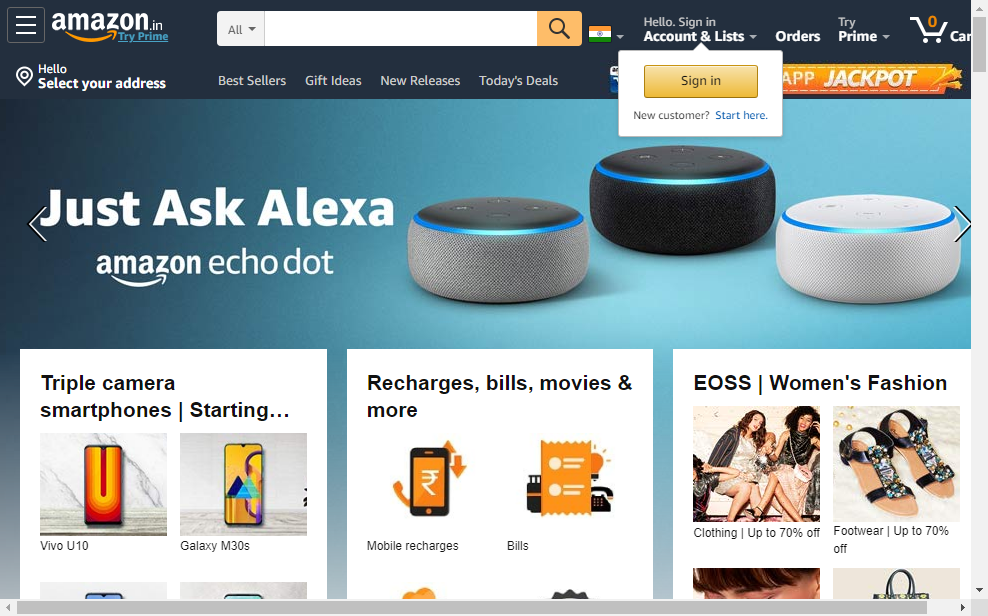 amazon.in
Try Prime
All
Hello. Sign in
Account & Lists
Orders
Try
Prime
0
Car
Hello
Select your address
Best Sellers
Gift Ideas
New Releases
Today's Deals
APP JACKPOT
Sign in
New customer? Start here.
Just Ask Alexa
amazon echo dot
Triple camera
smartphones | Starting…
Vivo U10
Galaxy M30s
Recharges, bills, movies &
more
Mobile recharges
Bills
EOSS | Women's Fashion
Clothing | Up to 70% off
Footwear | Up to 70%
off